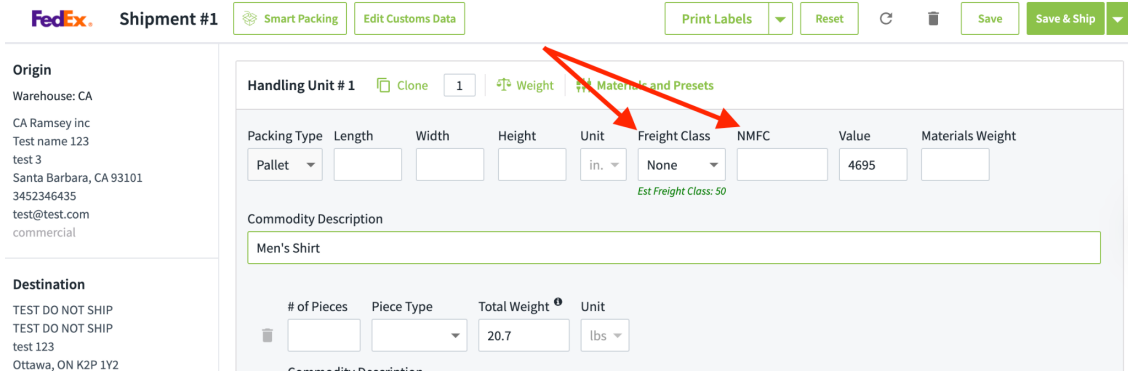 FedEx. Shipment #1 Smart Packing Edit Customs Data Print Labels Reset Save Save & Ship
Origin
Warehouse: CA
CA Ramsey inc
Test name 123
test 3
Santa Barbara, CA 93101
3452346435
test@test.com
commercial
Destination
TEST DO NOT SHIP
TEST DO NOT SHIP
test 123
Ottawa, ON K2P 1Y2
Handling Unit # 1 Clone 1 Weight Materials and Presets
Packing Type Length Width Height Unit Freight Class NMFC Value Materials Weight
Pallet in. None 4695
Est Freight Class: 50
Commodity Description
Men's Shirt
# of Pieces Piece Type Total Weight Unit
20.7 lbs
Commodity Description